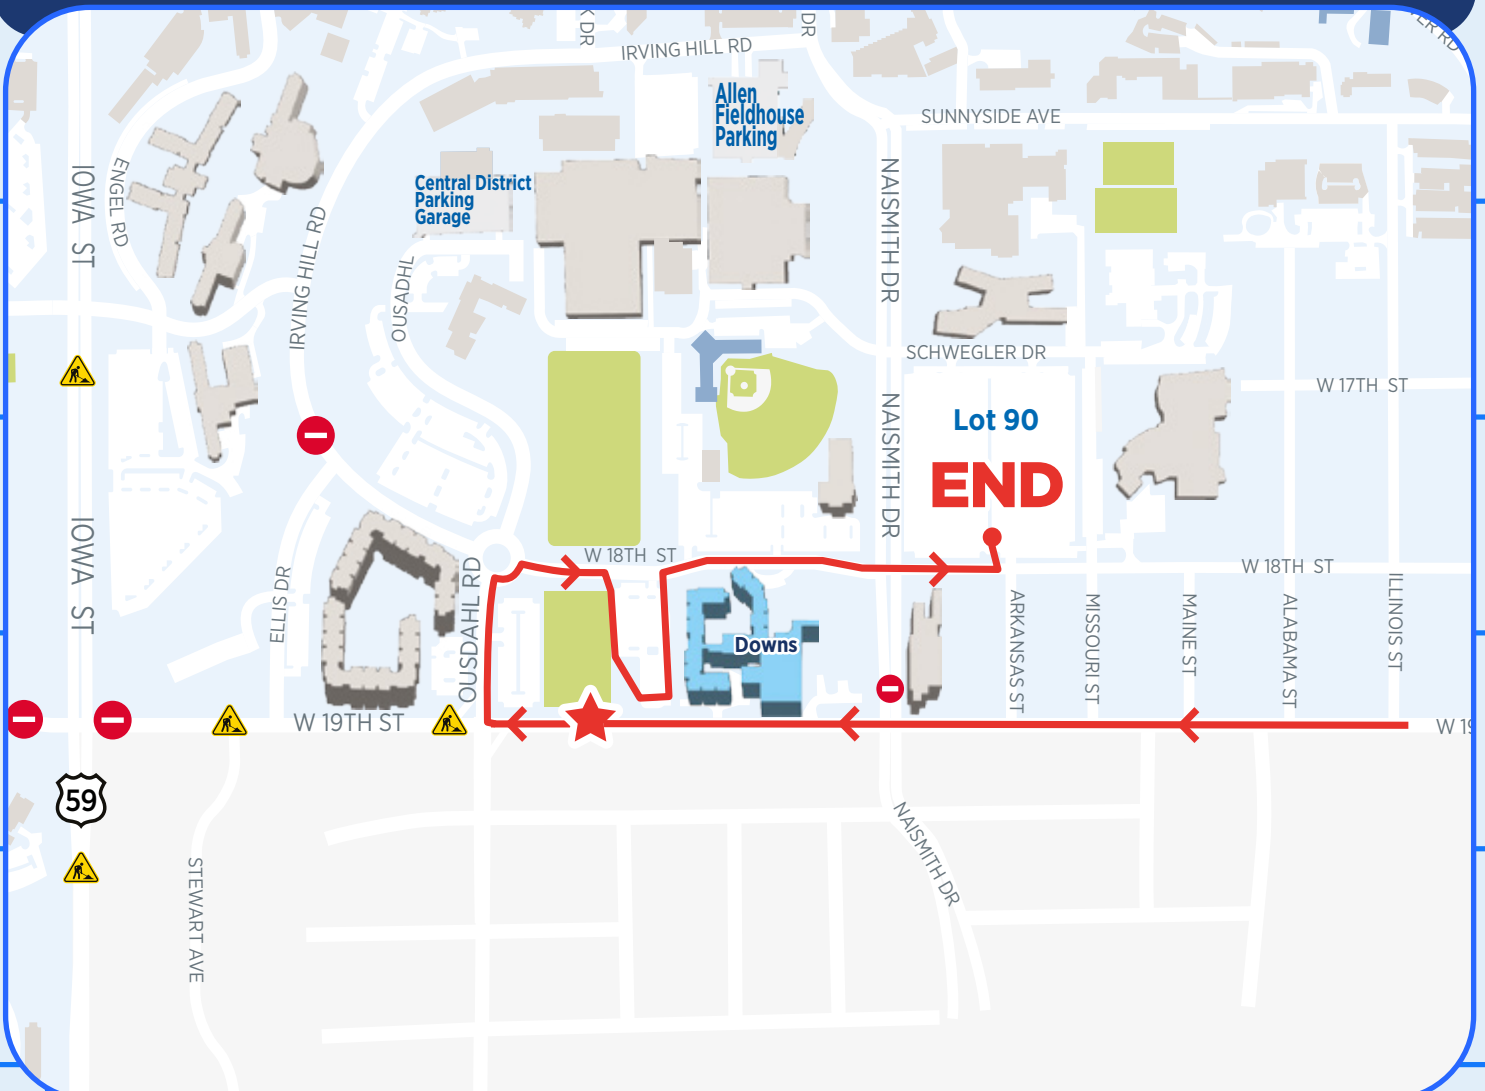 DR
DR
IRVING HILL RD
Allen
Fieldhouse
Parking
SUNNYSIDE AVE
IOWA ST
ENGEL RD
Central District
Parking
Garage
IRVING HILL RD
OUSADHL
NAISMITH DR
SCHWEGLER DR
W 17TH ST
NAISMITH DR
Lot 90
END
IOWA ST
W 18TH ST
W 18TH ST
ELLIS DR
OUSDAHL RD
Downs
ARKANSAS ST
MISSOURI ST
MAINE ST
ALABAMA ST
ILLINOIS ST
W 19TH ST
59
NAISMITH DR
STEWART AVE